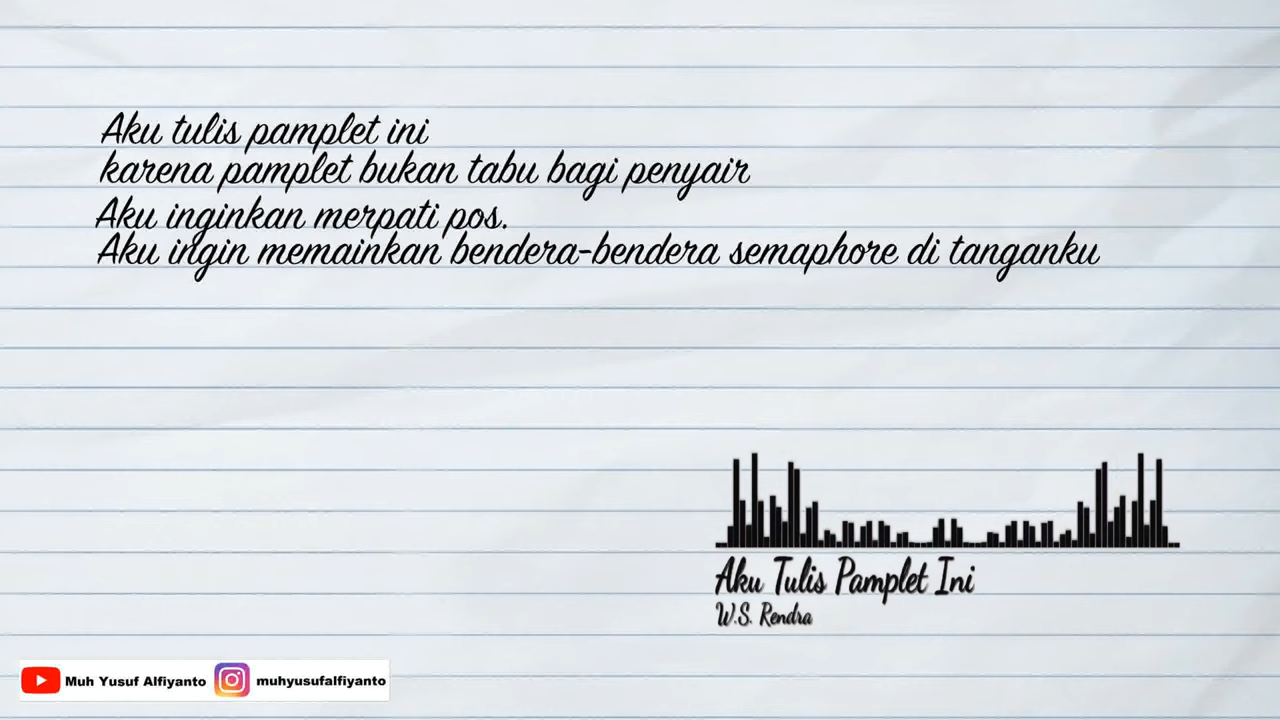 Aku tulis pamplet ini
karena pamplet bukan tabu bagi penyair
Aku inginkan merpati pos.
Aku ingin memainkan bendera-bendera semaphore di tanganku
Aku Tulis Pamplet Ini
W.S. Rendra
Muh Yusuf Alfiyanto muhyusufalfiyanto